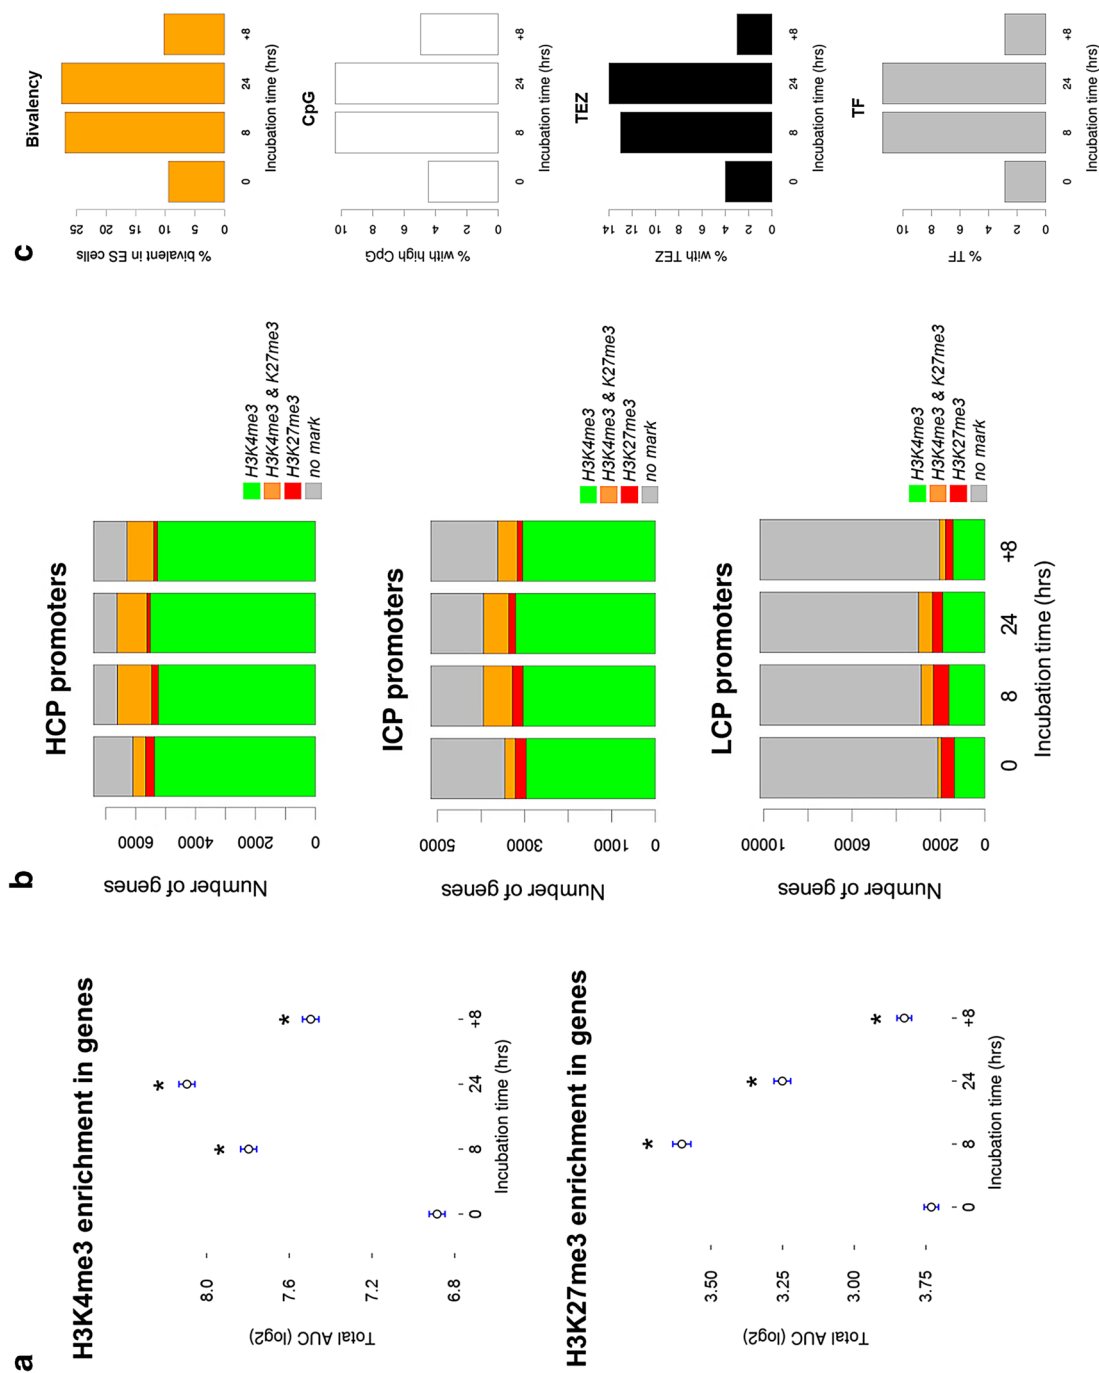 a
H3K4me3 enrichment in genes
Total AUC (log2)
8.0
7.6
7.2
6.8
*
*
*
0
8
24
+8
Incubation time (hrs)
H3K27me3 enrichment in genes
Total AUC (log2)
3.50
3.25
3.00
3.75
*
*
*
0
8
24
+8
Incubation time (hrs)
b
HCP promoters
Number of genes
6000
4000
2000
0
H3K4me3
H3K4me3 & K27me3
H3K27me3
no mark
ICP promoters
Number of genes
5000
3000
1000
0
H3K4me3
H3K4me3 & K27me3
H3K27me3
no mark
LCP promoters
Number of genes
10000
6000
2000
0
H3K4me3
H3K4me3 & K27me3
H3K27me3
no mark
0
8
24
+8
Incubation time (hrs)
c
Bivalency
% bivalent in ES cells
25
20
15
10
5
0
0
8
24
+8
Incubation time (hrs)
CpG
% with high CpG
10
8
6
4
2
0
0
8
24
+8
Incubation time (hrs)
TEZ
% with TEZ
14
12
10
8
6
4
2
0
0
8
24
+8
Incubation time (hrs)
TF
% TF
10
8
6
4
2
0
0
8
24
+8
Incubation time (hrs)